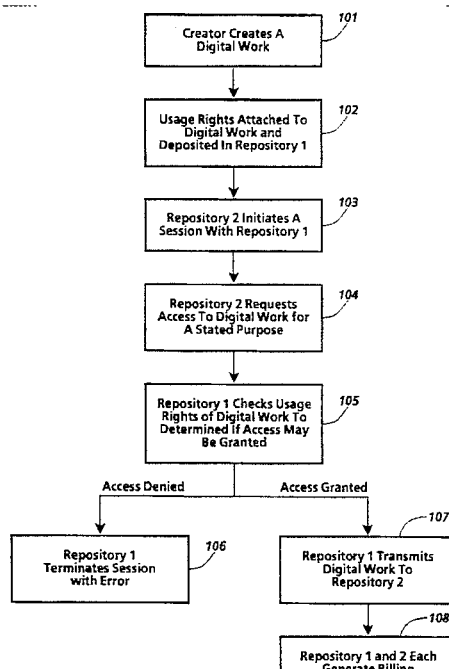 101
Creator Creates A
Digital Work
102
Usage Rights Attached To
Digital Work and
Deposited In Repository 1
103
Repository 2 Initiates A
Session With Repository 1
104
Repository 2 Requests
Access To Digital Work for
A Stated Purpose
105
Repository 1 Checks Usage
Rights of Digital Work To
Determined If Access May
Be Granted
Access Denied
Access Granted
106
Repository 1
Terminates Session
with Error
107
Repository 1 Transmits
Digital Work To
Repository 2
108
Repository 1 and 2 Each
Generate Billing